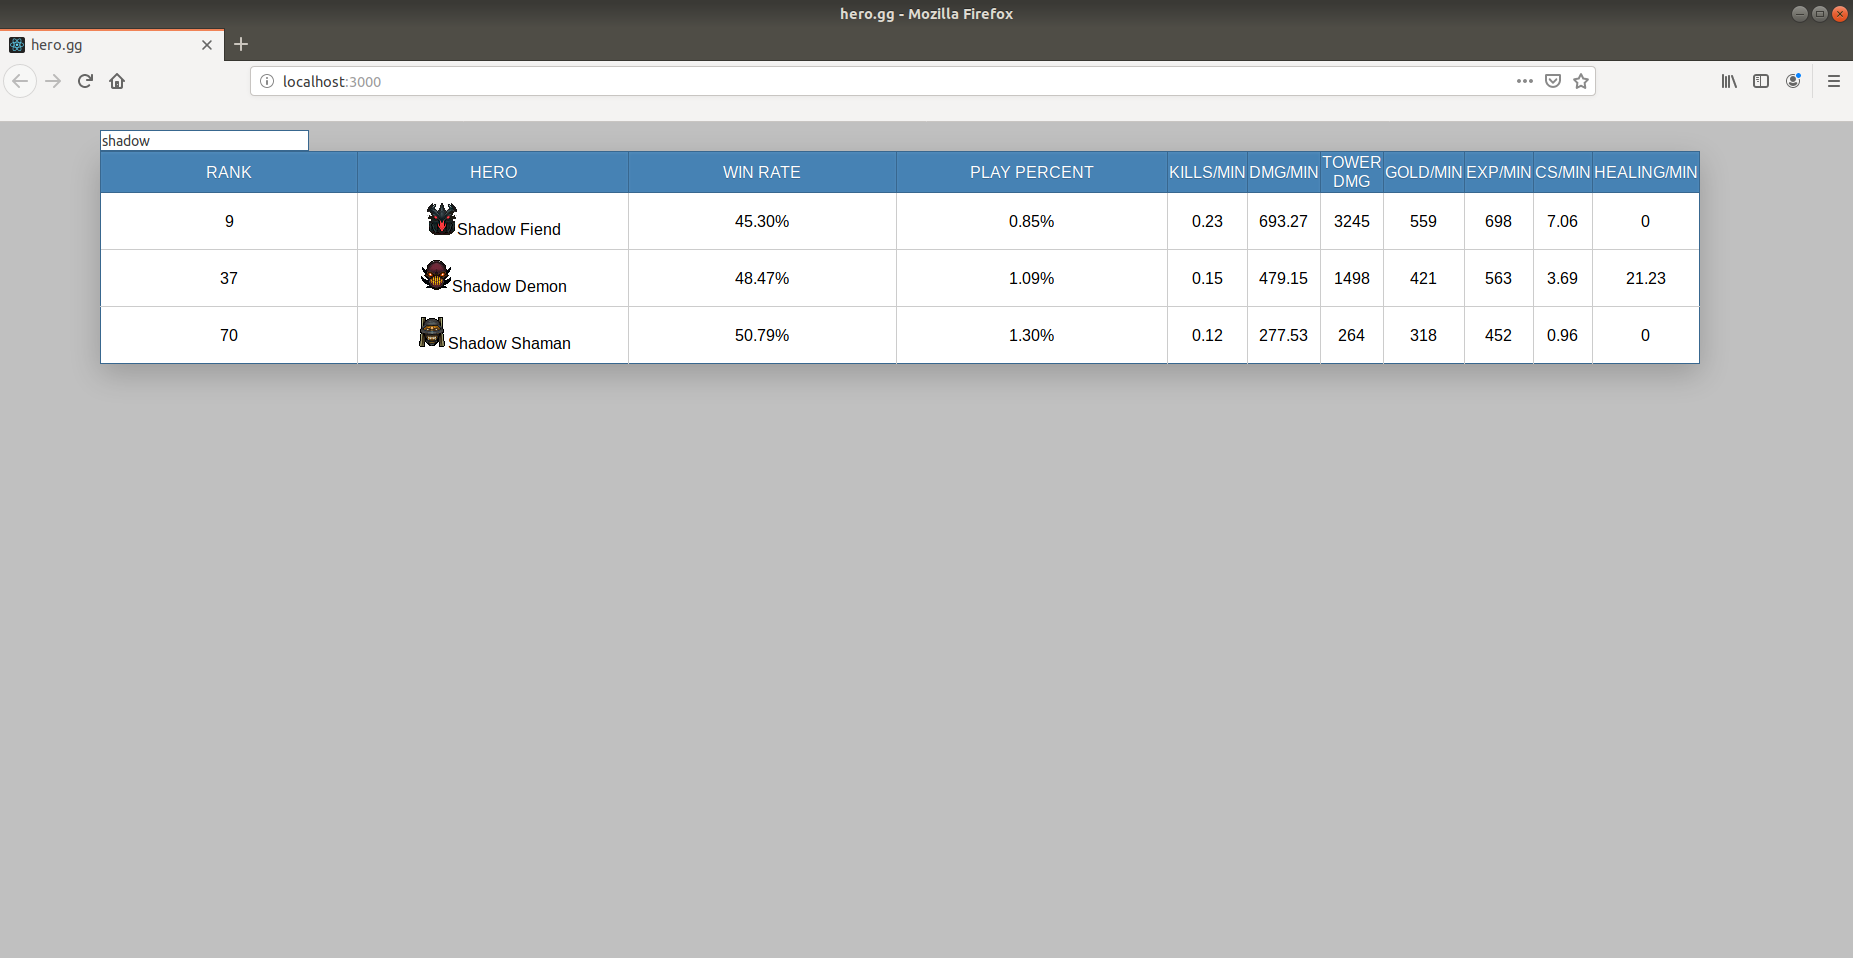 hero.gg - Mozilla Firefox
hero.gg
localhost:3000
shadow
RANK HERO WIN RATE PLAY PERCENT KILLS/MIN DMG/MIN TOWER DMG GOLD/MIN EXP/MIN CS/MIN HEALING/MIN
9 Shadow Fiend 45.30% 0.85% 0.23 693.27 3245 559 698 7.06 0
37 Shadow Demon 48.47% 1.09% 0.15 479.15 1498 421 563 3.69 21.23
70 Shadow Shaman 50.79% 1.30% 0.12 277.53 264 318 452 0.96 0